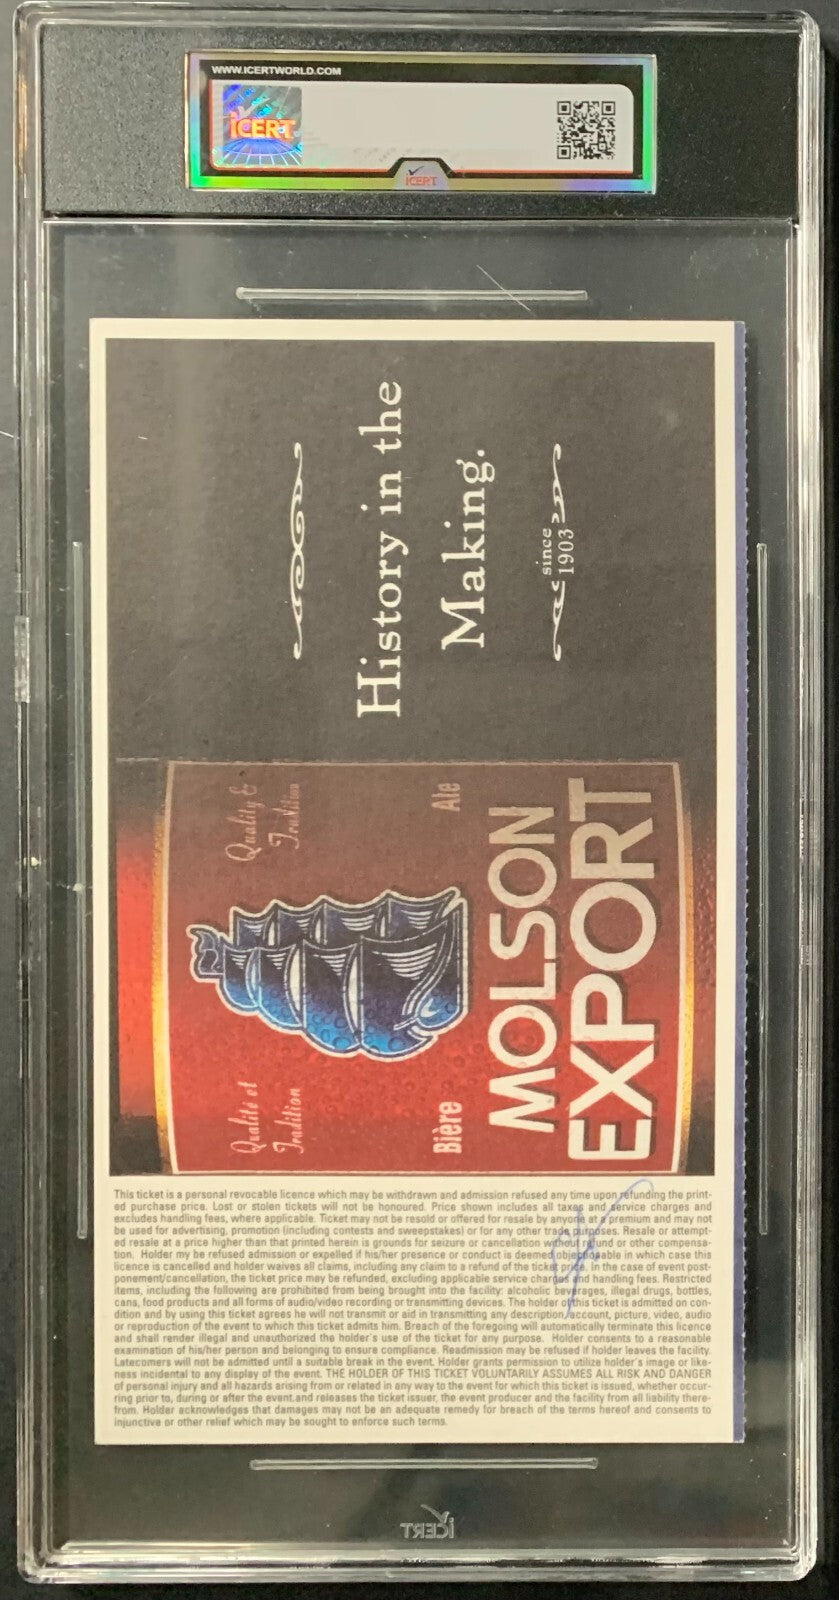 WWW.ICERTWORLD.COM
iCERT
iCERT
History in the
Making.
since
1903
Quality &
Tradition
Ale
Qualité et
Tradition
Bière
MOLSON
EXPORT
This ticket is a personal revocable licence which may be withdrawn and admission refused any time upon refunding the print-
ed purchase price. Lost or stolen tickets will not be honoured. Price shown includes all taxes and service charges and
excludes handling fees, where applicable. Ticket may not be resold or offered for resale by anyone at a premium and may not
be used for advertising, promotion (including contests and sweepstakes) or for any other trade purposes. Resale or attempt-
ed resale at a price higher than that printed herein is grounds for seizure or cancellation without refund or other compensa-
tion. Holder my be refused admission or expelled if his/her presence or conduct is deemed objectionable in which case this
licence is cancelled and holder waives all claims, including any claim to a refund of the ticket price. In the case of event post-
ponement/cancellation, the ticket price may be refunded, excluding applicable service charges and handling fees. Restricted
items, including the following are prohibited from being brought into the facility: alcoholic beverages, illegal drugs, bottles,
cans, food products and all forms of audio/video recording or transmitting devices. The holder of this ticket is admitted on con-
dition and by using this ticket agrees he will not transmit or aid in transmitting any description, account, picture, video, audio
or reproduction of the event to which this ticket admits him. Breach of the foregoing will automatically terminate this licence
and shall render illegal and unauthorized the holder's use of the ticket for any purpose. Holder consents to a reasonable
examination of his/her person and belonging to ensure compliance. Readmission may be refused if holder leaves the facility.
Latecomers will not be admitted until a suitable break in the event. Holder grants permission to utilize holder's image or like-
ness incidental to any display of the event. THE HOLDER OF THIS TICKET VOLUNTARILY ASSUMES ALL RISK AND DANGER
of personal injury and all hazards arising from or related in any way to the event for which this ticket is issued, whether occur-
ring prior to, during or after the event.and releases the ticket issuer, the event producer and the facility from all liability there-
from. Holder acknowledges that damages may not be an adequate remedy for breach of the terms hereof and consents to
injunctive or other relief which may be sought to enforce such terms.
iCERT